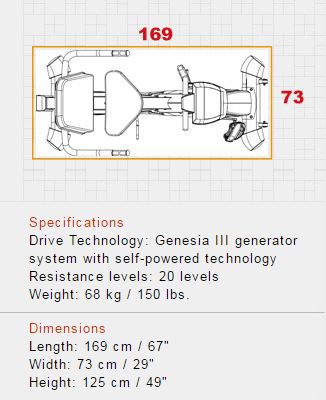 169
73
Specifications
Drive Technology: Genesia III generator
system with self-powered technology
Resistance levels: 20 levels
Weight: 68 kg / 150 lbs.
Dimensions
Length: 169 cm / 67"
Width: 73 cm / 29"
Height: 125 cm / 49"